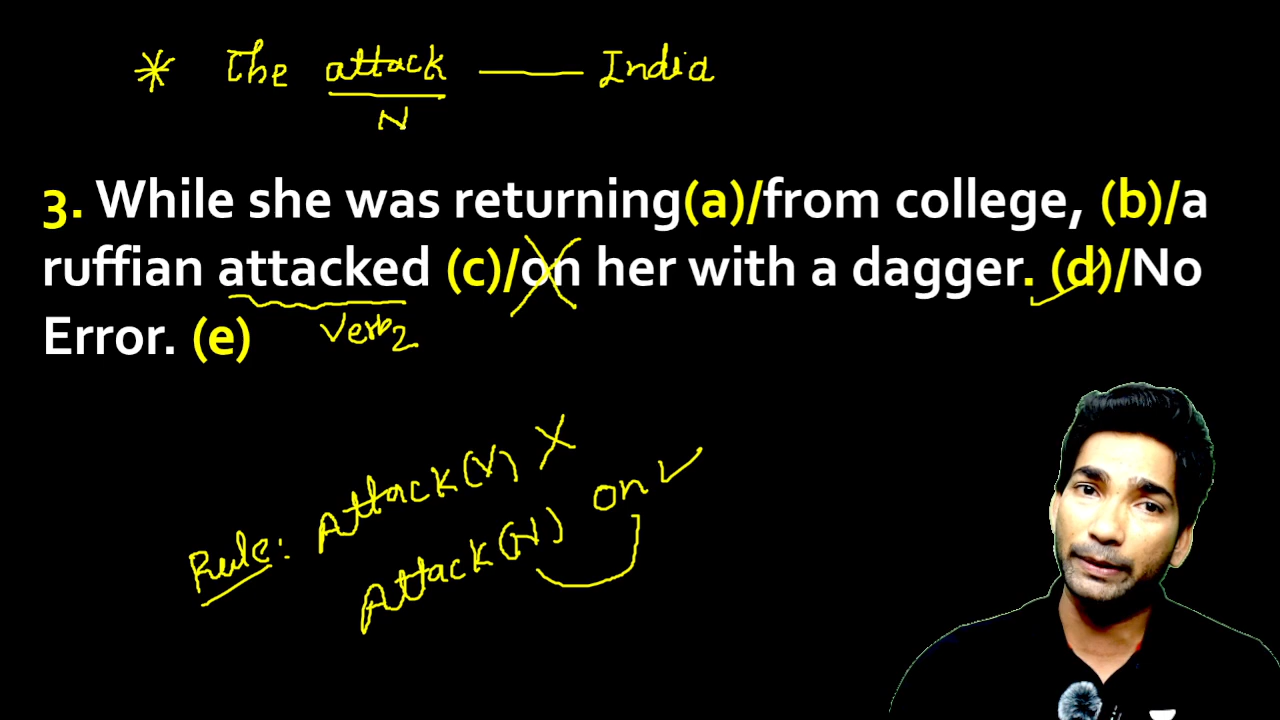 * The attack —— India
N
3. While she was returning(a)/from college, (b)/a
ruffian attacked (c)/on her with a dagger. (d)/No
Error. (e)
Verb2
Rule: Attack(V) X
Attack(N) on ✓